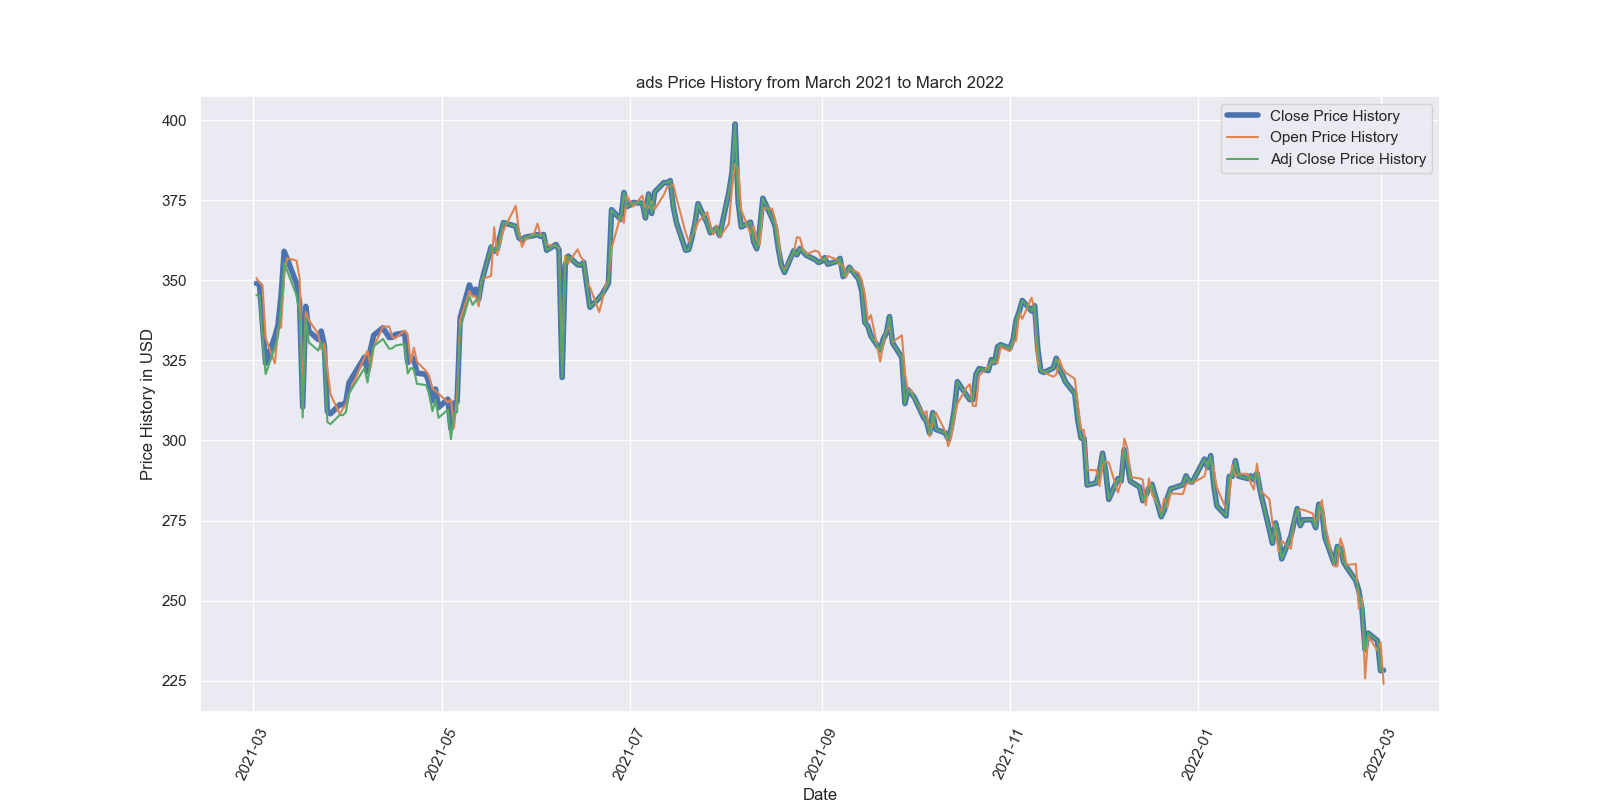 ads Price History from March 2021 to March 2022
Close Price History
Open Price History
Adj Close Price History
Price History in USD
400
375
350
325
300
275
250
225
2021-03
2021-05
2021-07
2021-09
2021-11
2022-01
2022-03
Date